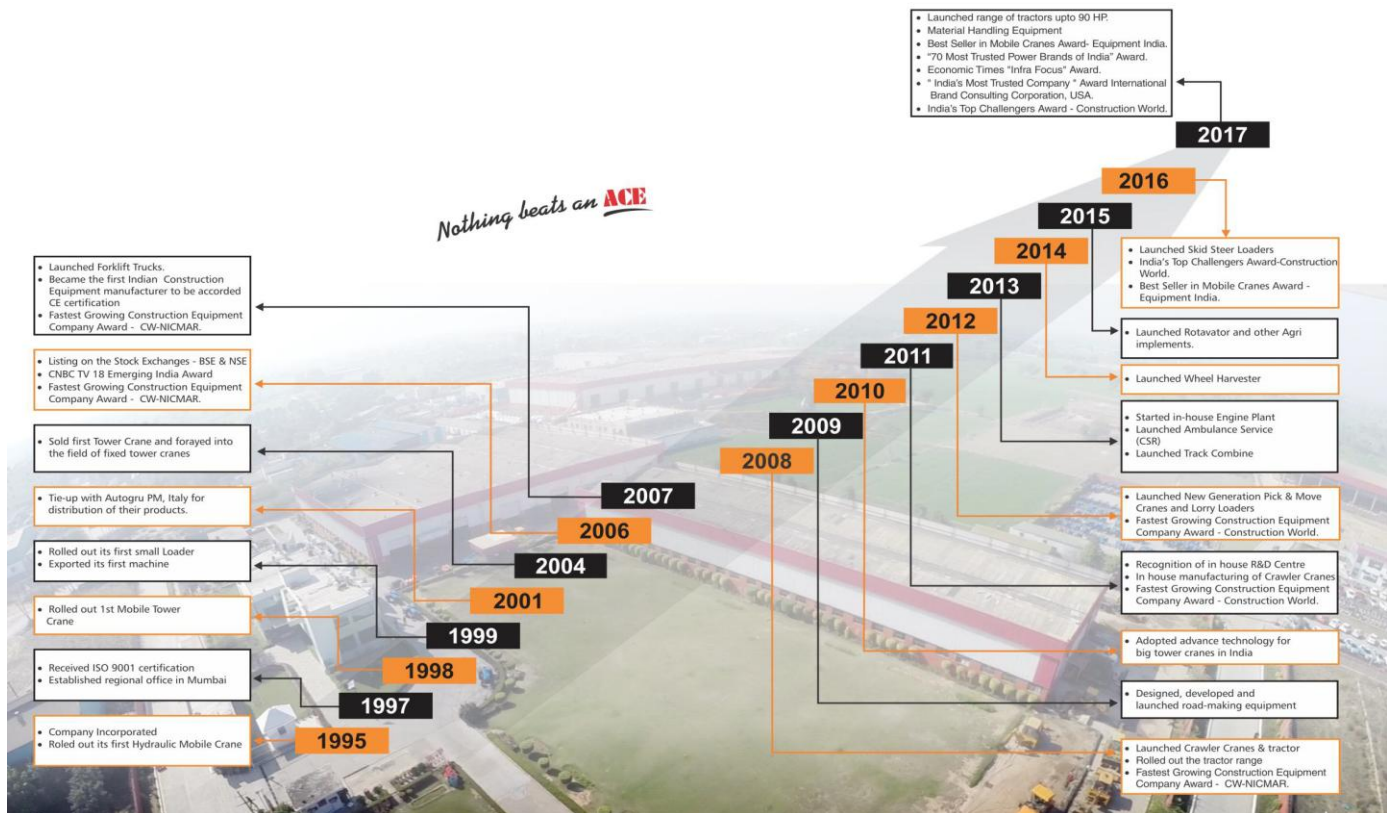 • Launched range of tractors upto 90 HP.
• Material Handling Equipment
• Best Seller in Mobile Cranes Award- Equipment India.
• "70 Most Trusted Power Brands of India" Award.
• Economic Times "Infra Focus" Award.
• " India's Most Trusted Company " Award International
Brand Consulting Corporation, USA.
• India's Top Challengers Award - Construction World.
2017
2016
• Launched Skid Steer Loaders
• India's Top Challengers Award-Construction
World.
• Best Seller in Mobile Cranes Award -
Equipment India.
2015
• Launched Rotavator and other Agri
implements.
2014
• Launched Wheel Harvester
2013
• Started in-house Engine Plant
• Launched Ambulance Service
(CSR)
• Launched Track Combine
2012
• Launched New Generation Pick & Move
Cranes and Lorry Loaders
• Fastest Growing Construction Equipment
Company Award - Construction World.
2011
• Recognition of in house R&D Centre
• In house manufacturing of Crawler Cranes
• Fastest Growing Construction Equipment
Company Award - Construction World.
2010
• Adopted advance technology for
big tower cranes in India
2009
• Designed, developed and
launched road-making equipment
2008
• Launched Crawler Cranes & tractor
• Rolled out the tractor range
• Fastest Growing Construction Equipment
Company Award - CW-NICMAR.
Nothing beats an ACE
• Launched Forklift Trucks.
• Became the first Indian Construction
Equipment manufacturer to be accorded
CE certification
• Fastest Growing Construction Equipment
Company Award - CW-NICMAR.
2007
• Listing on the Stock Exchanges - BSE & NSE
• CNBC TV 18 Emerging India Award
• Fastest Growing Construction Equipment
Company Award - CW-NICMAR.
2006
• Sold first Tower Crane and forayed into
the field of fixed tower cranes
2004
• Tie-up with Autogru PM, Italy for
distribution of their products.
2001
• Rolled out its first small Loader
• Exported its first machine
1999
• Rolled out 1st Mobile Tower
Crane
1998
• Received ISO 9001 certification
• Established regional office in Mumbai
1997
• Company Incorporated
• Roled out its first Hydraulic Mobile Crane
1995